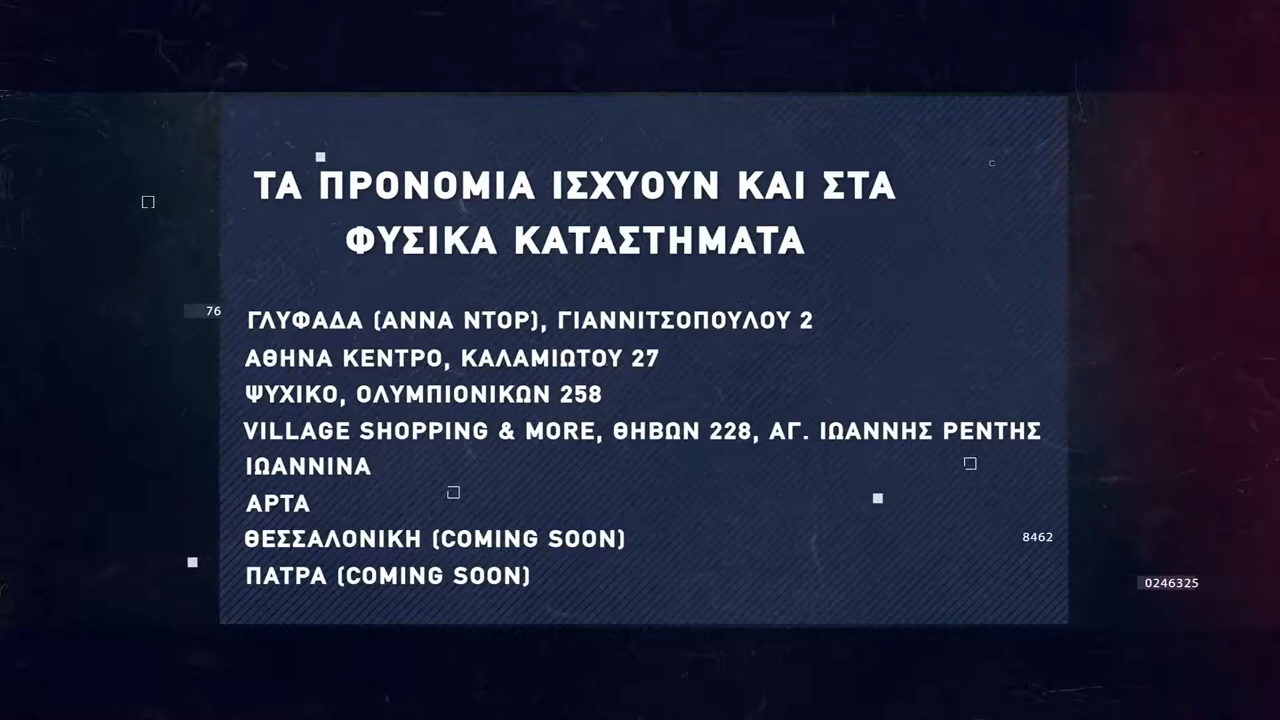 ΤΑ ΠΡΟΝΟΜΙΑ ΙΣΧΥΟΥΝ ΚΑΙ ΣΤΑ
ΦΥΣΙΚΑ ΚΑΤΑΣΤΗΜΑΤΑ
76
ΓΛΥΦΑΔΑ (ΑΝΝΑ ΝΤΟΡ), ΓΙΑΝΝΙΤΣΟΠΟΥΛΟΥ 2
ΑΘΗΝΑ ΚΕΝΤΡΟ, ΚΑΛΑΜΙΩΤΟΥ 27
ΨΥΧΙΚΟ, ΟΛΥΜΠΙΟΝΙΚΩΝ 258
VILLAGE SHOPPING & MORE, ΘΗΒΩΝ 228, ΑΓ. ΙΩΑΝΝΗΣ ΡΕΝΤΗΣ
ΙΩΑΝΝΙΝΑ
ΑΡΤΑ
ΘΕΣΣΑΛΟΝΙΚΗ (COMING SOON)
8462
ΠΑΤΡΑ (COMING SOON)
0246325